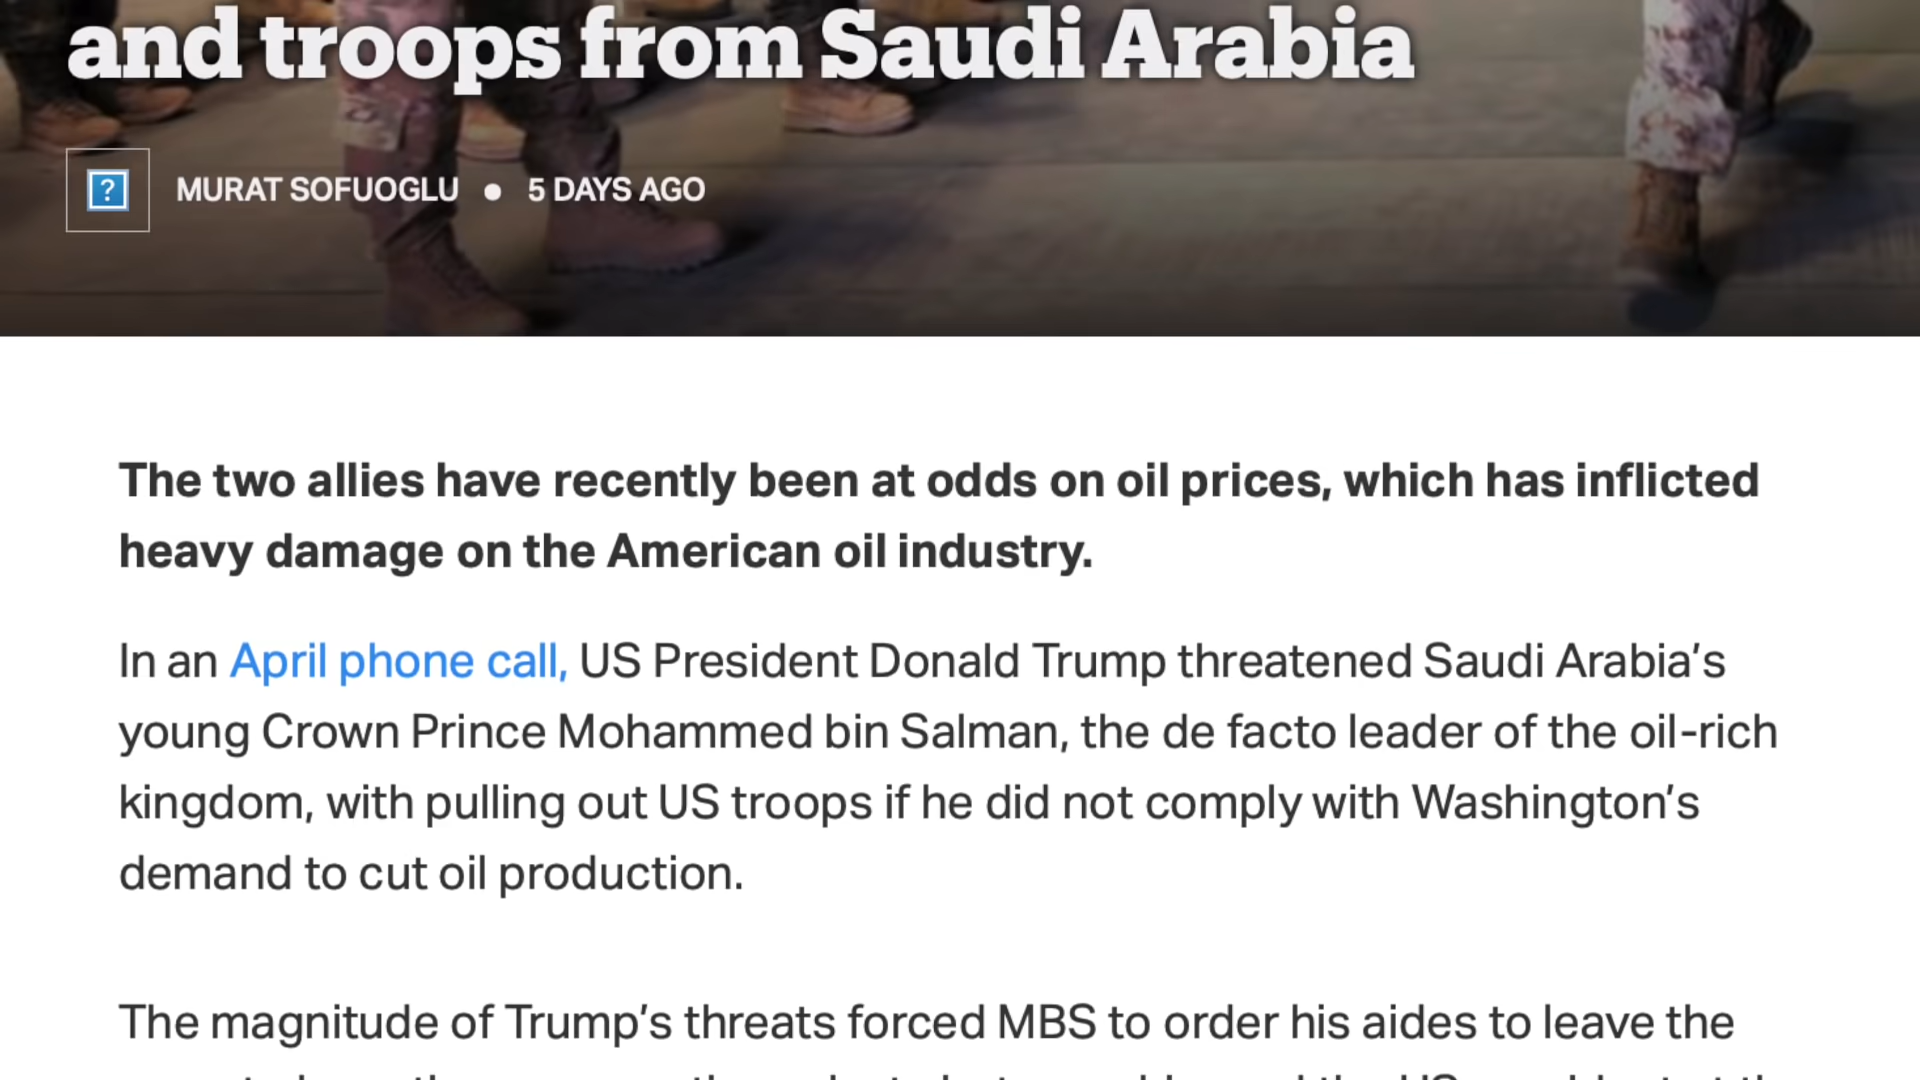 and troops from Saudi Arabia
?
MURAT SOFUOGLU ● 5 DAYS AGO
The two allies have recently been at odds on oil prices, which has inflicted
heavy damage on the American oil industry.
In an April phone call, US President Donald Trump threatened Saudi Arabia’s
young Crown Prince Mohammed bin Salman, the de facto leader of the oil-rich
kingdom, with pulling out US troops if he did not comply with Washington’s
demand to cut oil production.
The magnitude of Trump’s threats forced MBS to order his aides to leave the